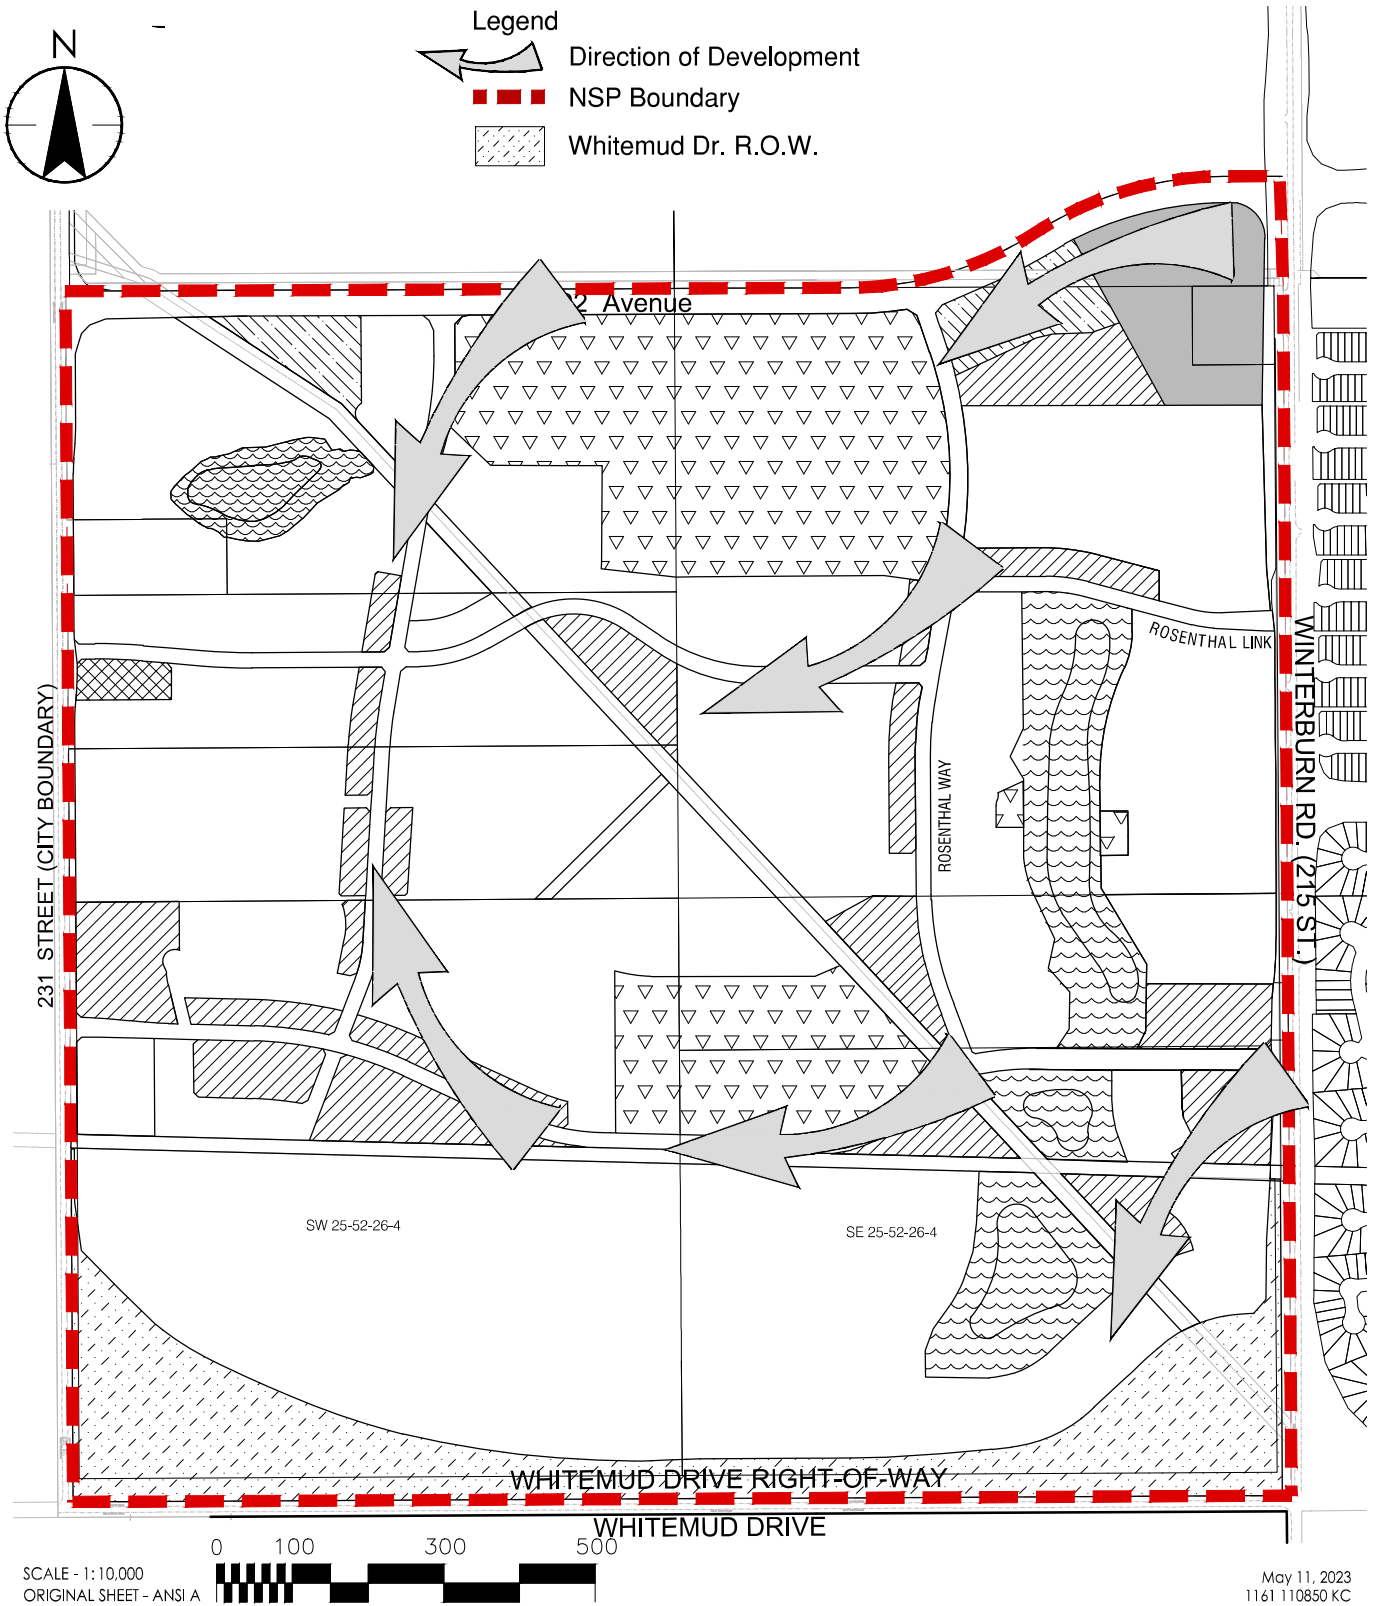 Legend
N
Direction of Development
NSP Boundary
Whitemud Dr. R.O.W.
Avenue
ROSENTHAL LINK
WINTERBURN RD. (215 ST.)
231 STREET (CITY BOUNDARY)
ROSENTHAL WAY
SW 25-52-26-4
SE 25-52-26-4
WHITEMUD DRIVE RIGHT-OF-WAY
WHITEMUD DRIVE
0 100 300 500
SCALE - 1:10,000
ORIGINAL SHEET - ANSI A
May 11, 2023
1161 110850 KC